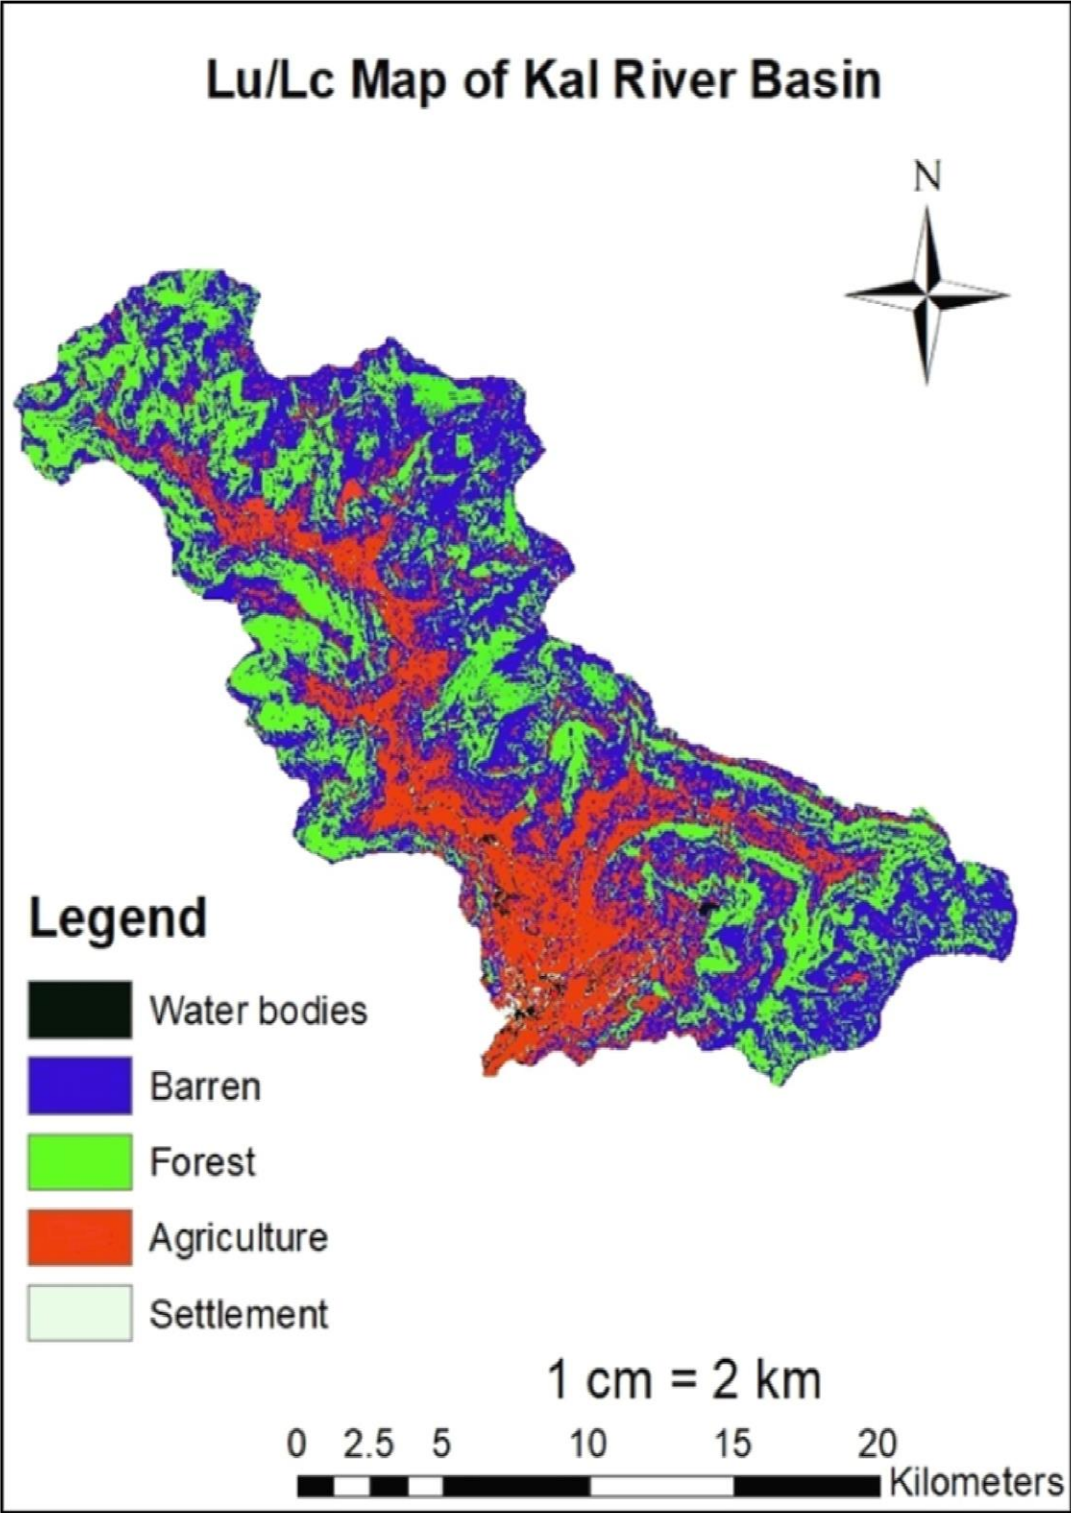 Lu/Lc Map of Kal River Basin
N
Legend
Water bodies
Barren
Forest
Agriculture
Settlement
1 cm = 2 km
0 2.5 5 10 15 20
Kilometers